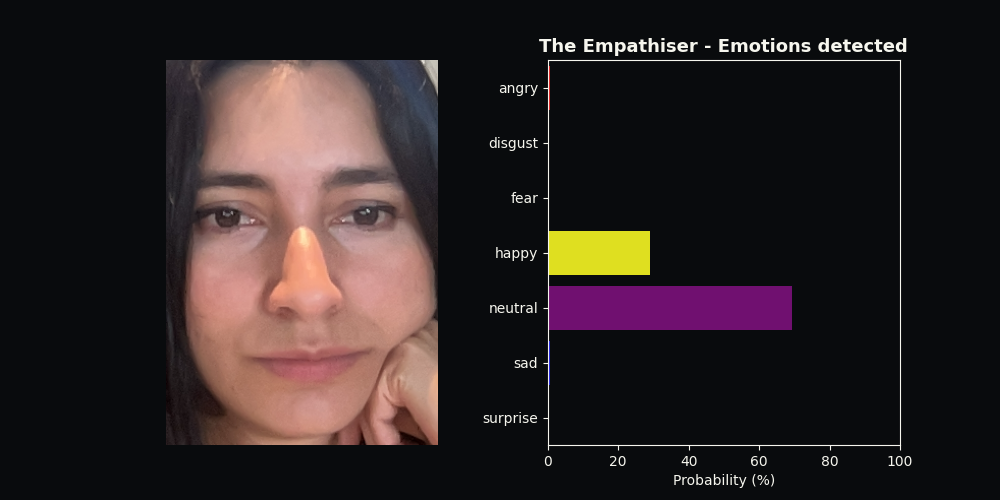 The Empathiser - Emotions detected
angry
disgust
fear
happy
neutral
sad
surprise
0 20 40 60 80 100
Probability (%)